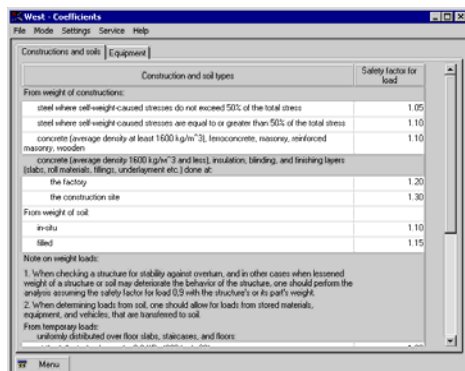 West - Coefficients
File Mode Settings Service Help
Constructions and soils Equipment
Construction and soil types
Safety factor for
load
From weight of constructions:
steel where self-weight-caused stresses do not exceed 50% of the total stress 1.05
steel where self-weight-caused stresses are equal to or greater than 50% of the total stress 1.10
concrete (average density at least 1600 kg/m^3), ferroconcrete, masonry, reinforced 1.10
masonry, wooden
concrete (average density 1600 kg/m^3 and less), insulation, blinding, and finishing layers
(slabs, roll materials, fillings, underlayment etc.) done at:
the factory 1.20
the construction site 1.30
From weight of soil:
in-situ 1.10
filled 1.15
Note on weight loads:
1. When checking a structure for stability against overturn, and in other cases when lessened
weight of a structure or soil may deteriorate the behavior of the structure, one should perform the
analysis assuming the safety factor for load 0,9 with the structure's or its part's weight.
2. When determining loads from soil, one should allow for loads from stored materials,
equipment, and vehicles, that are transferred to soil.
From temporary loads:
uniformly distributed over floor slabs, staircases, and floors
Menu